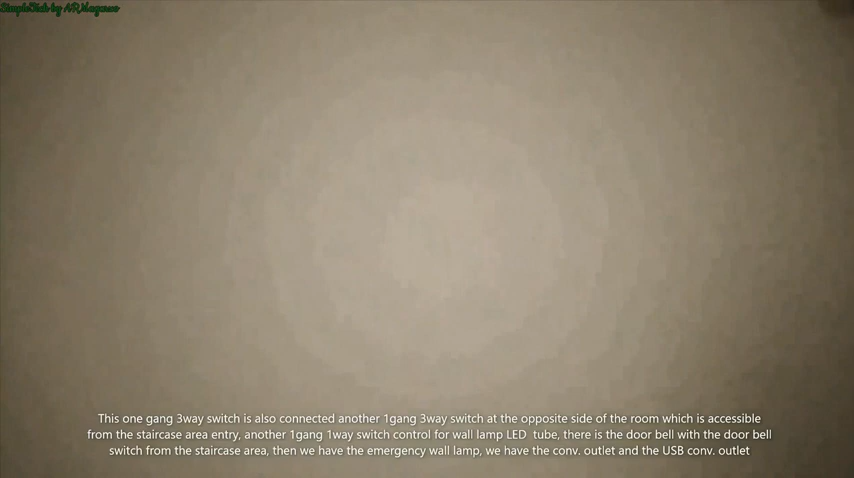 SimpleTech by ARMagenso
This one gang 3way switch is also connected another 1gang 3way switch at the opposite side of the room which is accessible
from the staircase area entry, another 1gang 1way switch control for wall lamp LED  tube, there is the door bell with the door bell
switch from the staircase area, then we have the emergency wall lamp, we have the conv. outlet and the USB conv. outlet